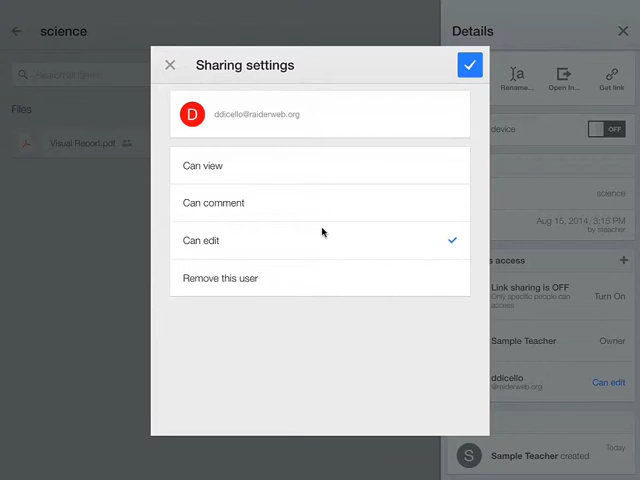 science
Details
Sharing settings
Search all items
Rename...
Open In...
Get link
D
ddicello@raiderweb.org
Files
device
OFF
Visual Report.pdf
Can view
science
Can comment
Aug 15, 2014, 3:15 PM
Can edit
s access
Remove this user
Link sharing is OFF
Only specific people can
access
Turn On
Sample Teacher
Owner
ddicello
@raiderweb.org
Can edit
Today
S
Sample Teacher created